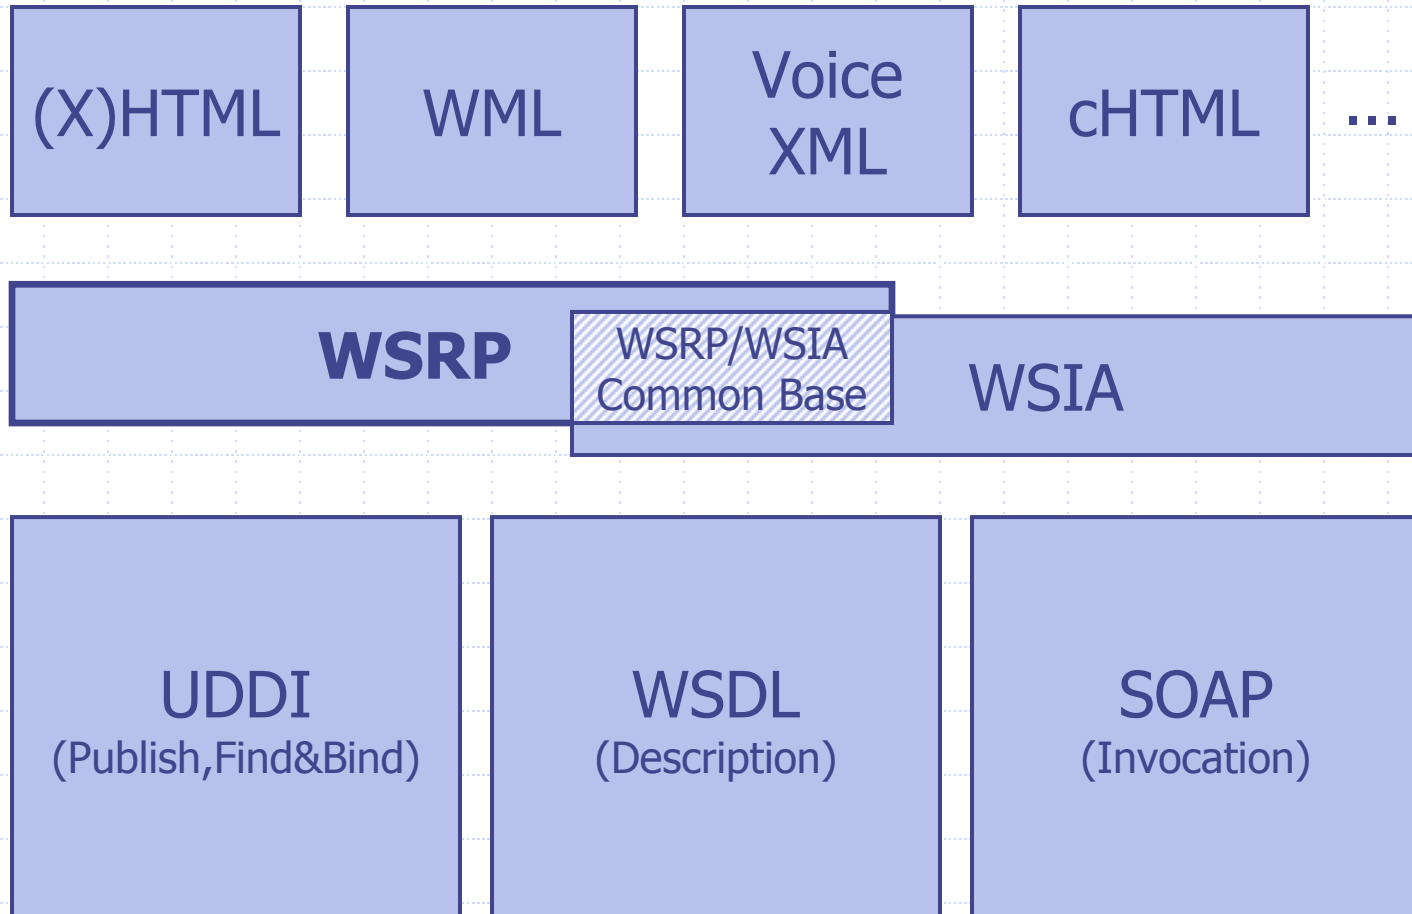 (X)HTML
WML
Voice
XML
cHTML
...
WSRP
WSRP/WSIA
Common Base
WSIA
UDDI
(Publish,Find&Bind)
WSDL
(Description)
SOAP
(Invocation)